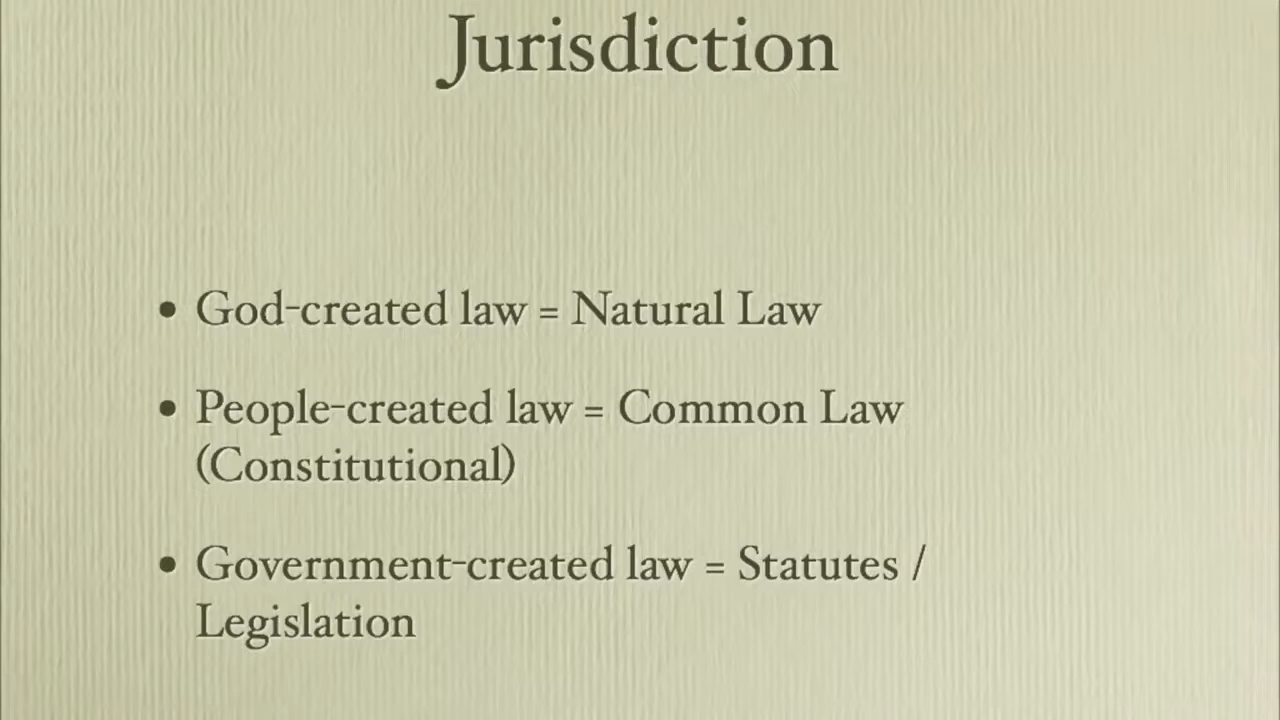 Jurisdiction
• God-created law = Natural Law
• People-created law = Common Law
(Constitutional)
• Government-created law = Statutes /
Legislation